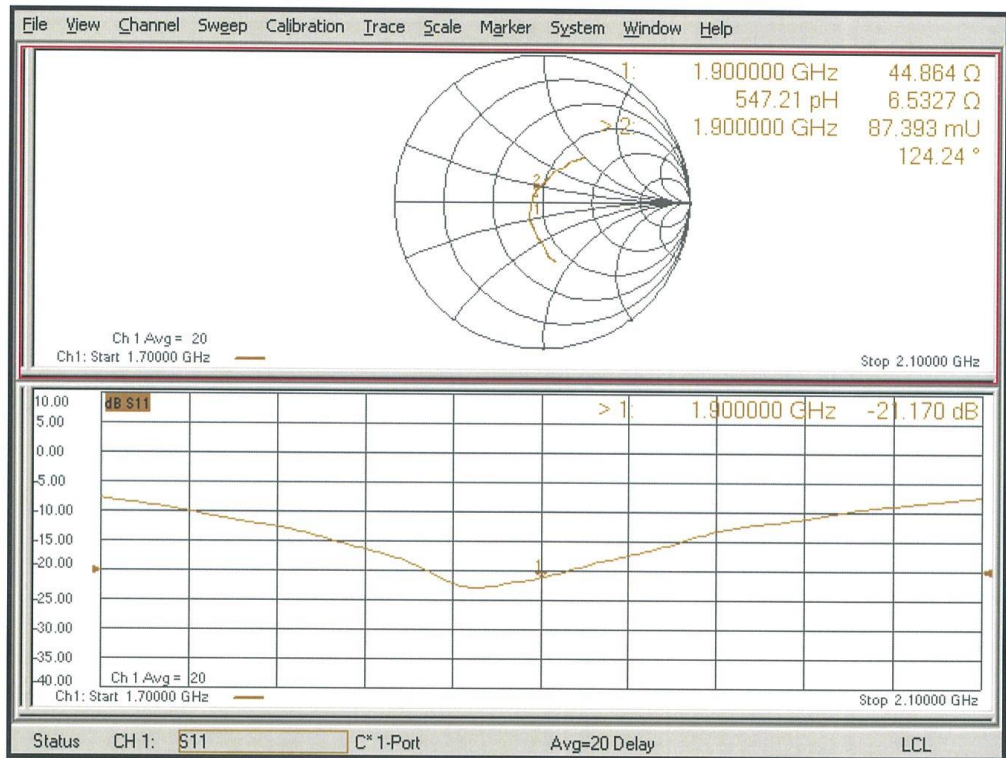 File View Channel Sweep Calibration Trace Scale Marker System Window Help
1: 1.900000 GHz 44.864 Ω
547.21 pH 6.5327 Ω
> 2: 1.900000 GHz 87.393 mU
124.24 °
2
1
Ch 1 Avg = 20
Ch1: Start 1.70000 GHz
Stop 2.10000 GHz
10.00
dB S11
> 1: 1.900000 GHz -21.170 dB
5.00
0.00
-5.00
-10.00
-15.00
-20.00
1
-25.00
-30.00
-35.00
-40.00
Ch 1 Avg = 20
Ch1: Start 1.70000 GHz
Stop 2.10000 GHz
Status CH 1: S11 C* 1-Port Avg=20 Delay LCL